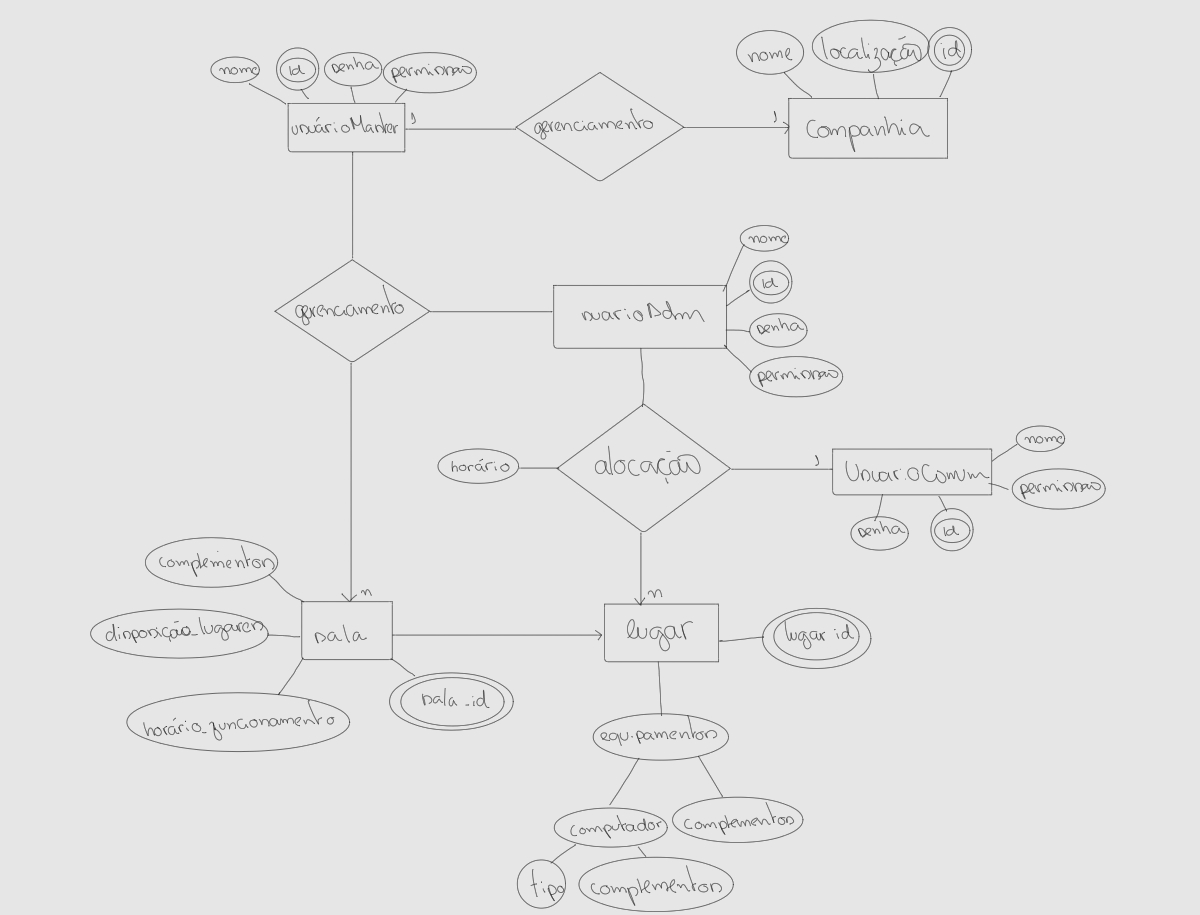 nome
id
senha
permissao
nome
localização
id
usuárioMaster
1
gerenciamento
1
Companhia
nome
id
gerenciamento
usuarioAdm
senha
permissao
horário
alocação
1
UsuarioComum
nome
permissao
senha
id
complementos
n
n
disposição_lugares
sala
lugar
lugar id
sala_id
horário_funcionamento
equipamentos
computador
complementos
tipo
complementos